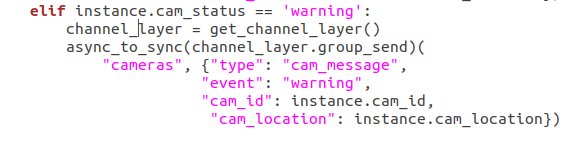 elif instance.cam_status == 'warning':
channel_layer = get_channel_layer()
async_to_sync(channel_layer.group_send)(
"cameras", {"type": "cam_message",
"event": "warning",
"cam_id": instance.cam_id,
"cam_location": instance.cam_location})